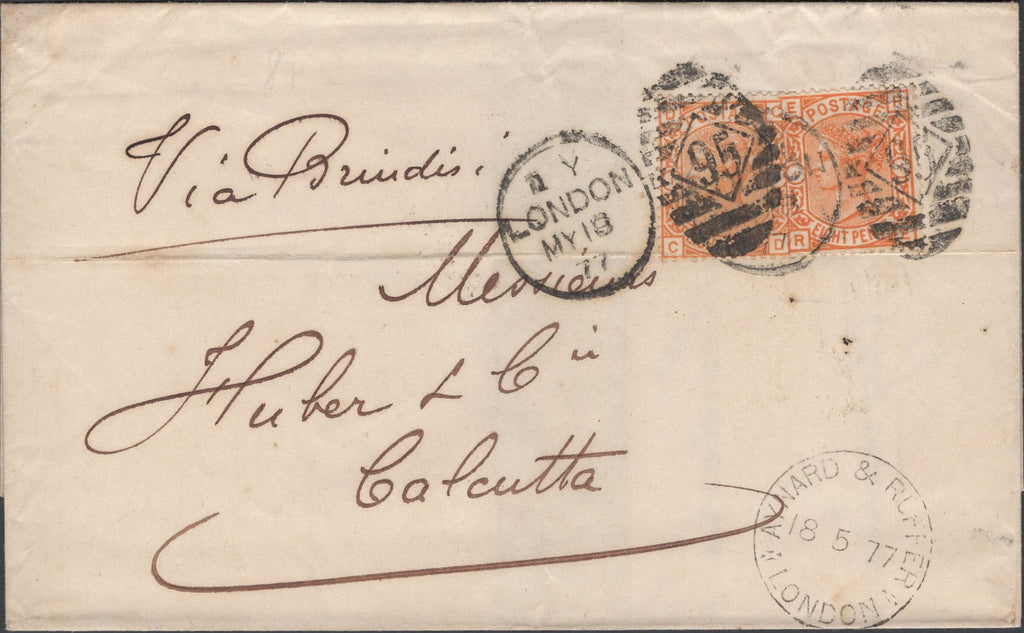 Via Brindisi
LONDON
MY 18
77
95
POSTAGE
EIGHT PEN
C
R
Messieurs
Huber & Cie
Calcutta
MAYNARD & RUFFER
18 5 77
LONDON